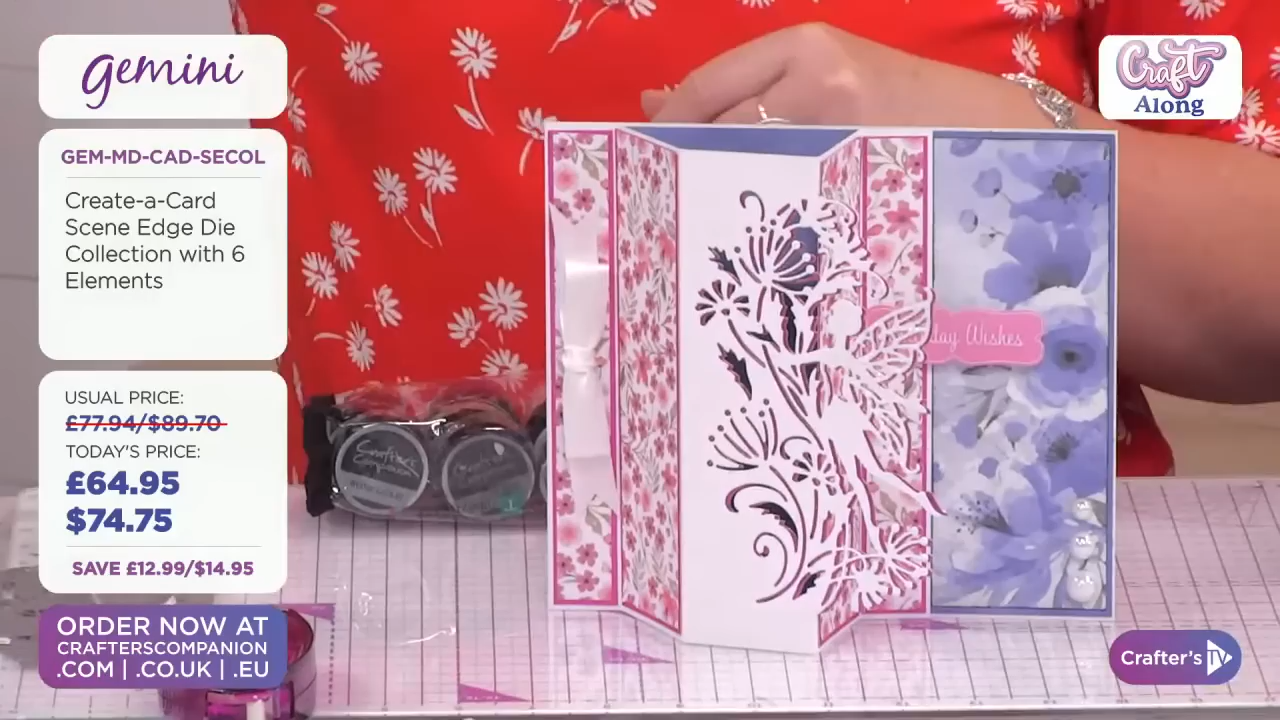 gemini
GEM-MD-CAD-SECOL
Create-a-Card
Scene Edge Die
Collection with 6
Elements
USUAL PRICE:
£77.94/$89.70
TODAY'S PRICE:
£64.95
$74.75
SAVE £12.99/$14.95
ORDER NOW AT
CRAFTERSCOMPANION
.COM | .CO.UK | .EU
Craft
Along
Wishes
Crafter's
Companion
Crafter's TV